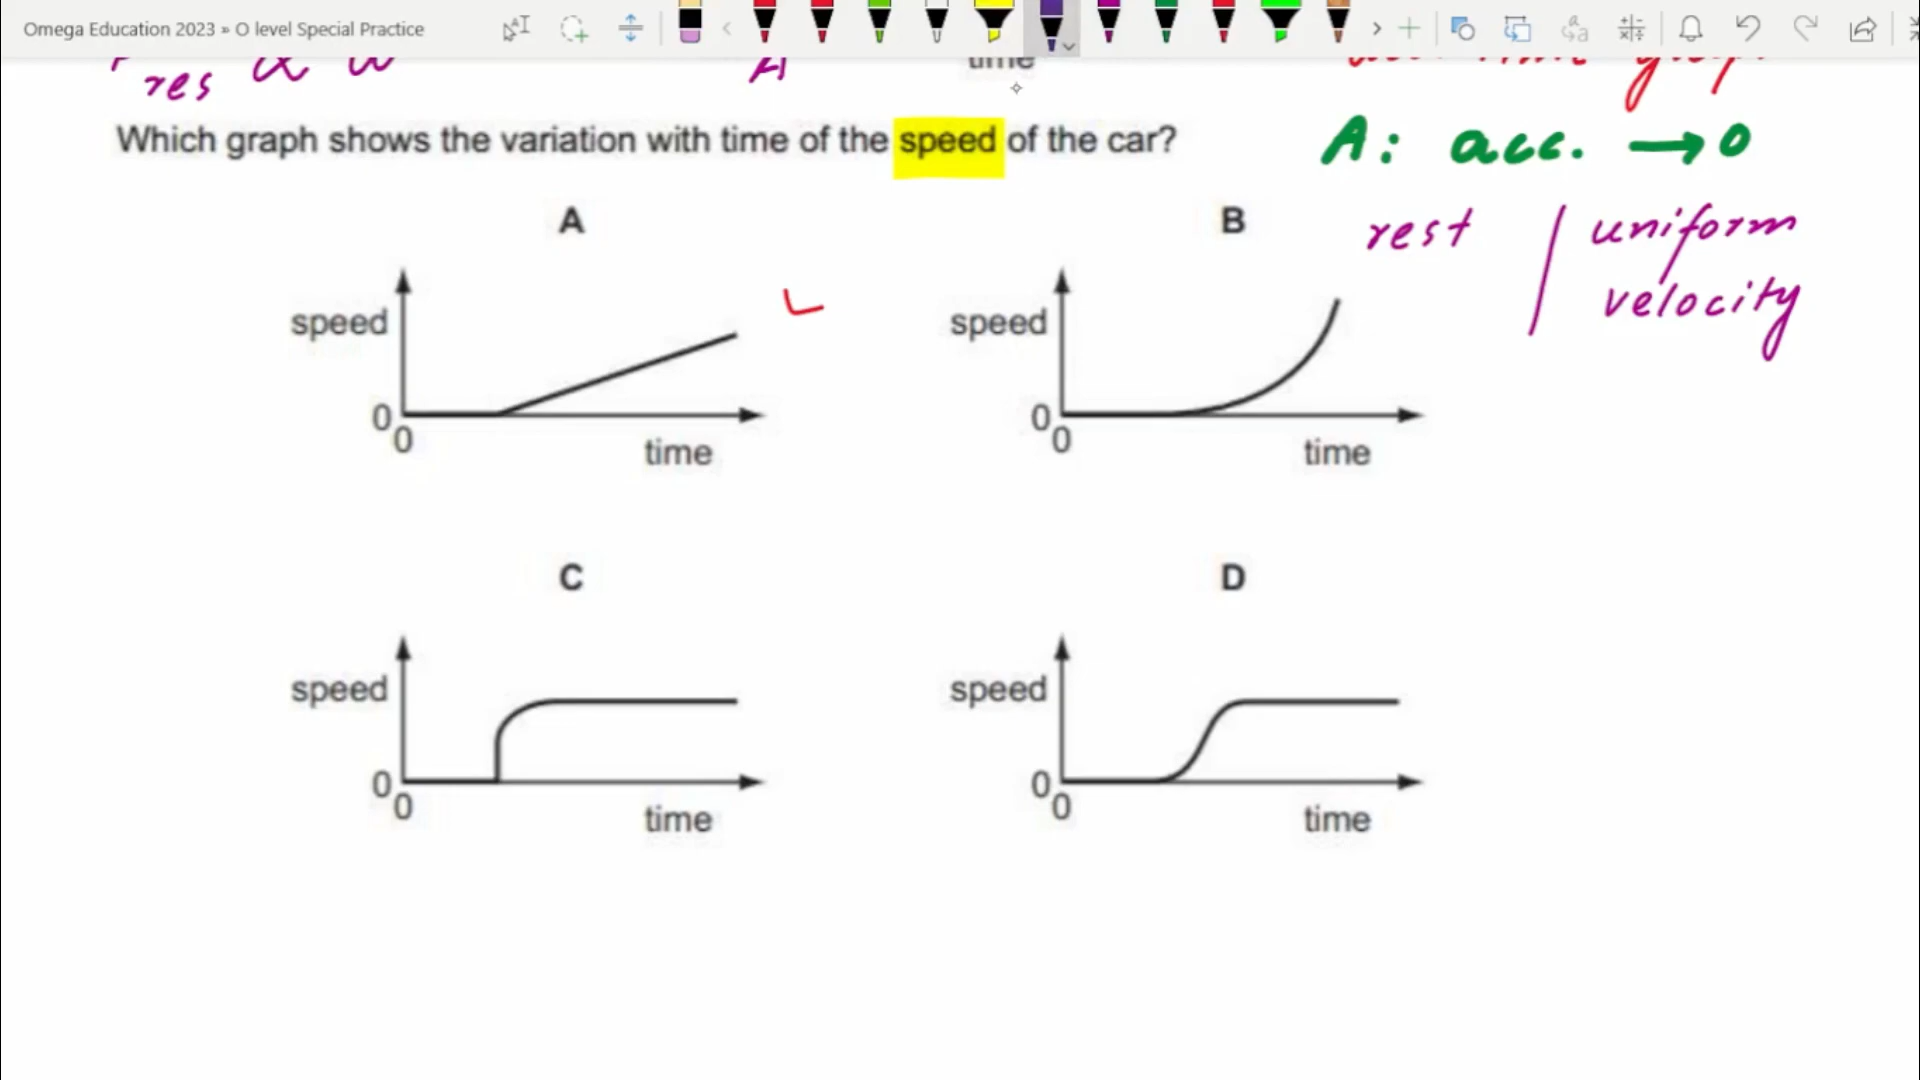 Omega Education 2023 » O level Special Practice
res
A
time
Which graph shows the variation with time of the speed of the car?
A: acc. → 0
rest / uniform
velocity
A
B
speed
0
0
time
speed
0
0
time
C
D
speed
0
0
time
speed
0
0
time